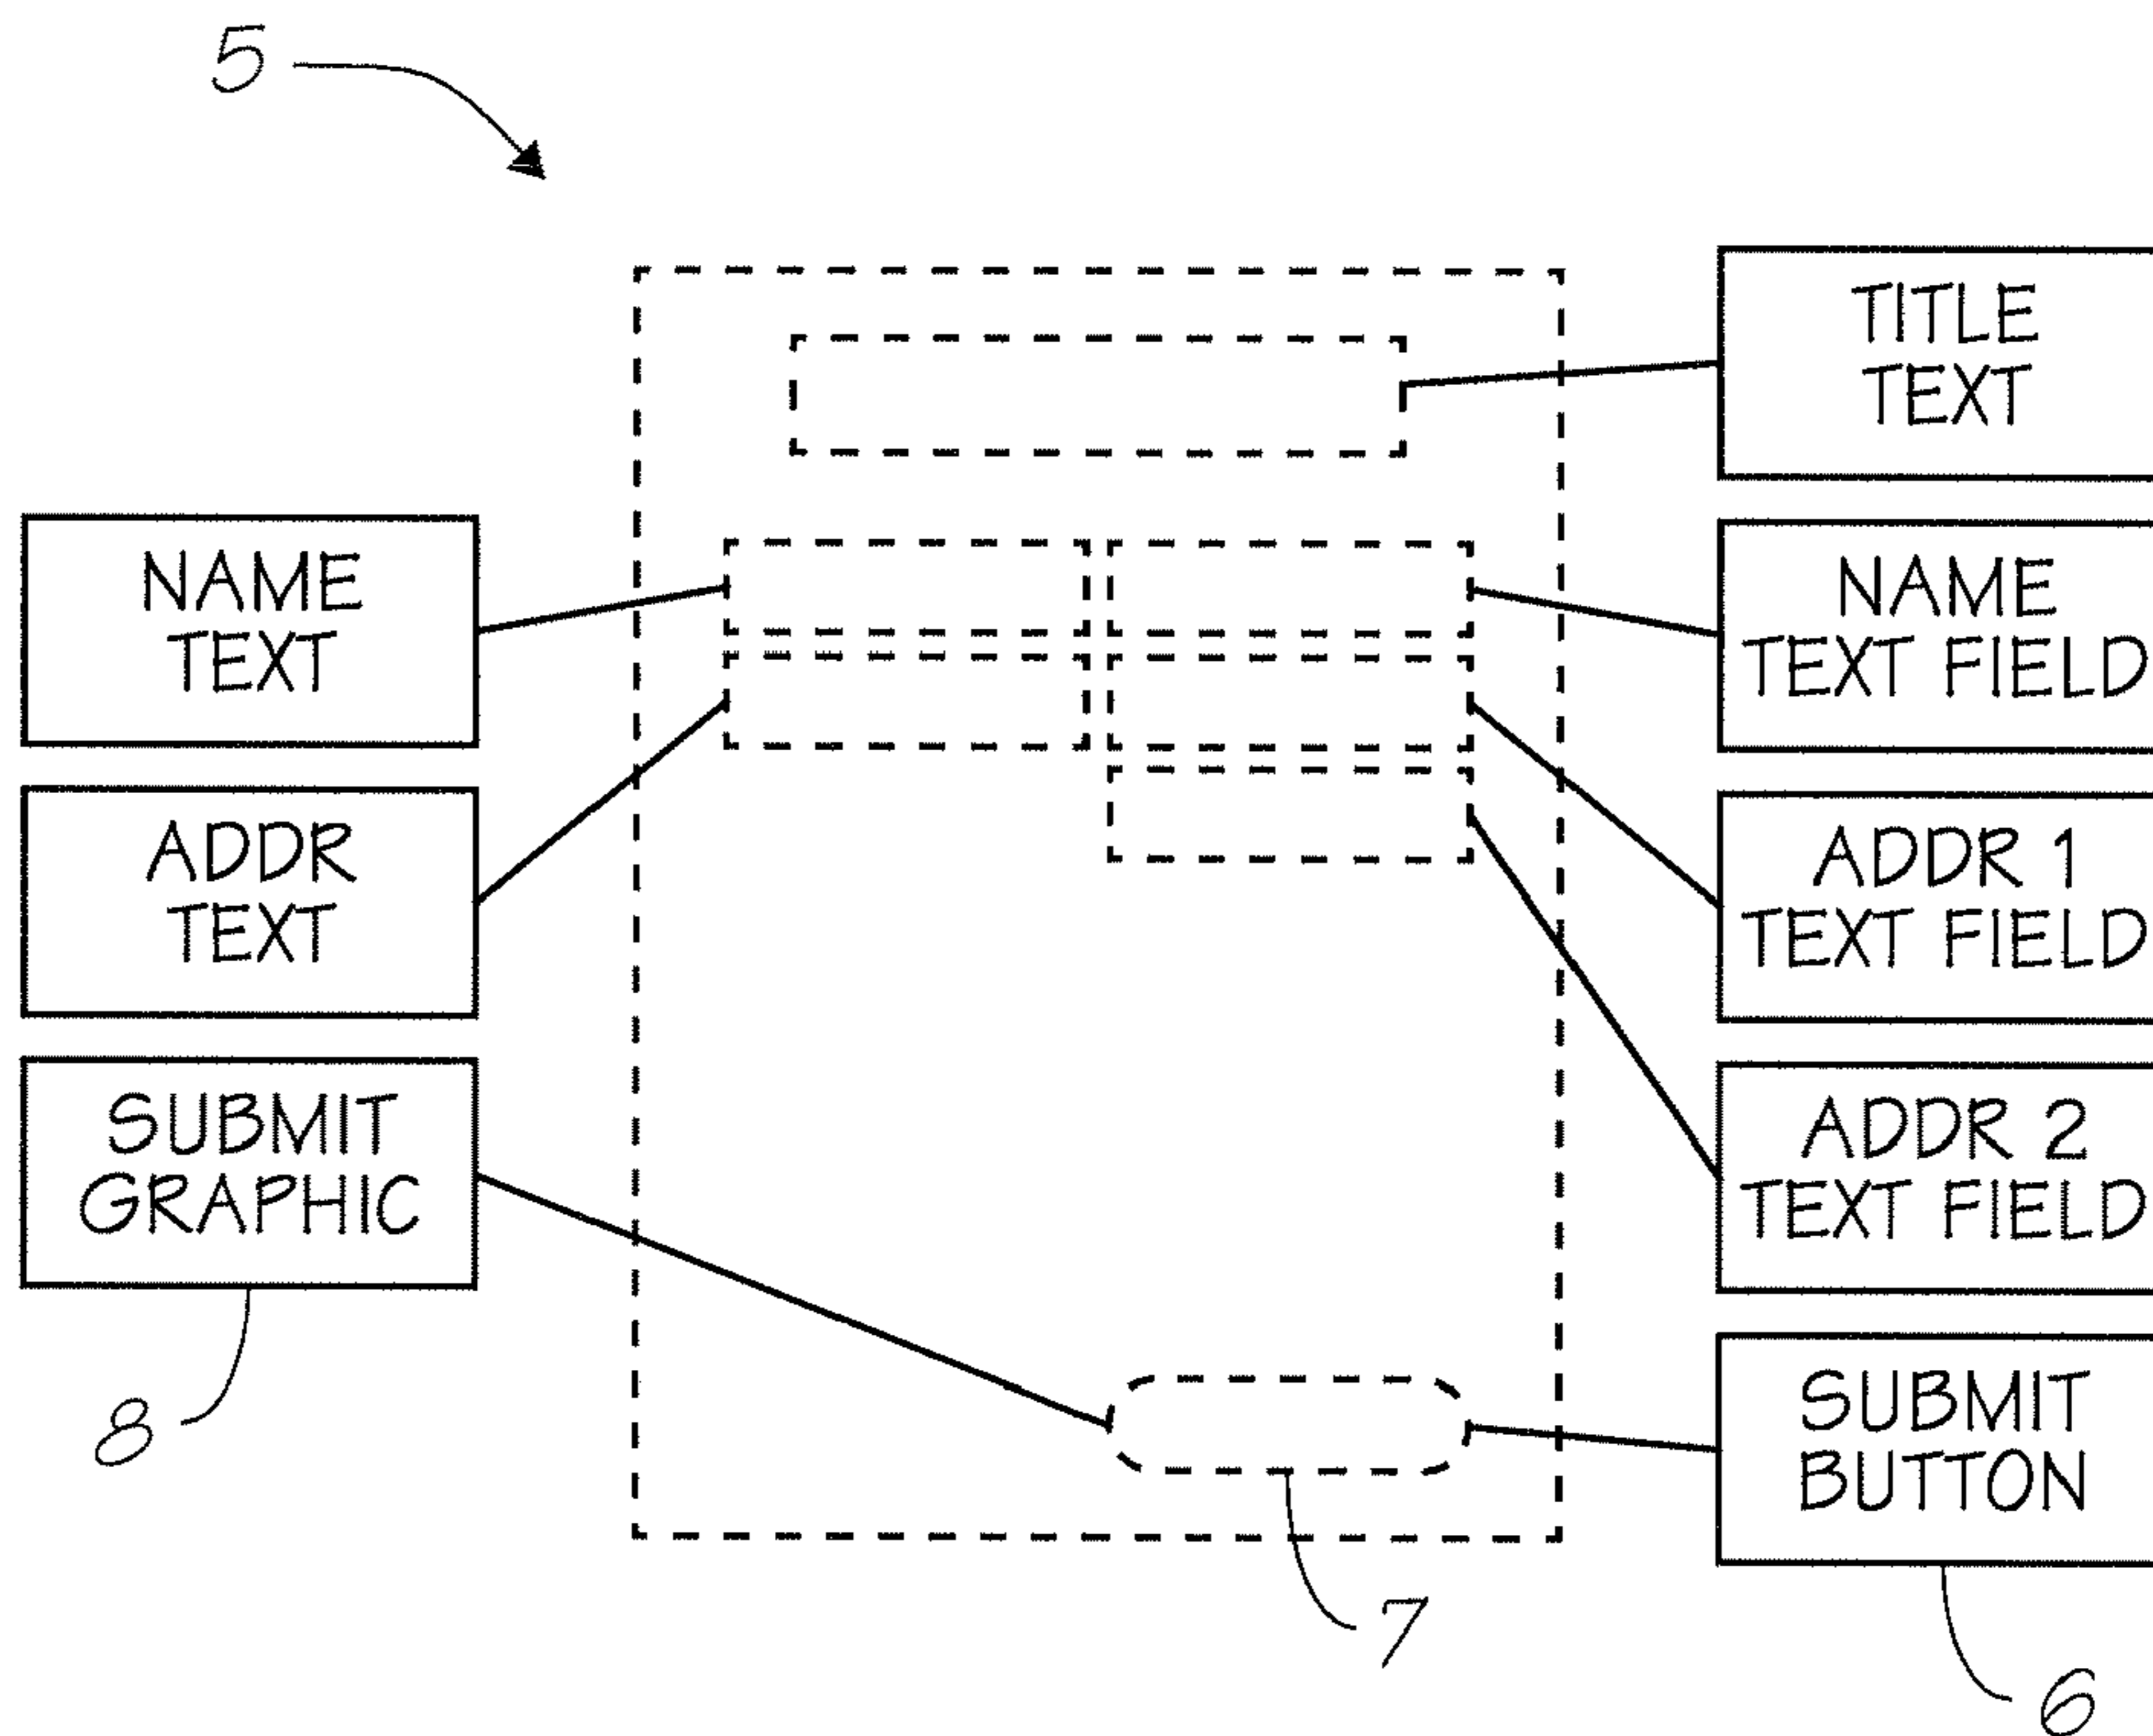 5
TITLE
TEXT
NAME
TEXT
NAME
TEXT FIELD
ADDR
TEXT
ADDR 1
TEXT FIELD
SUBMIT
GRAPHIC
ADDR 2
TEXT FIELD
SUBMIT
BUTTON
8
7
6